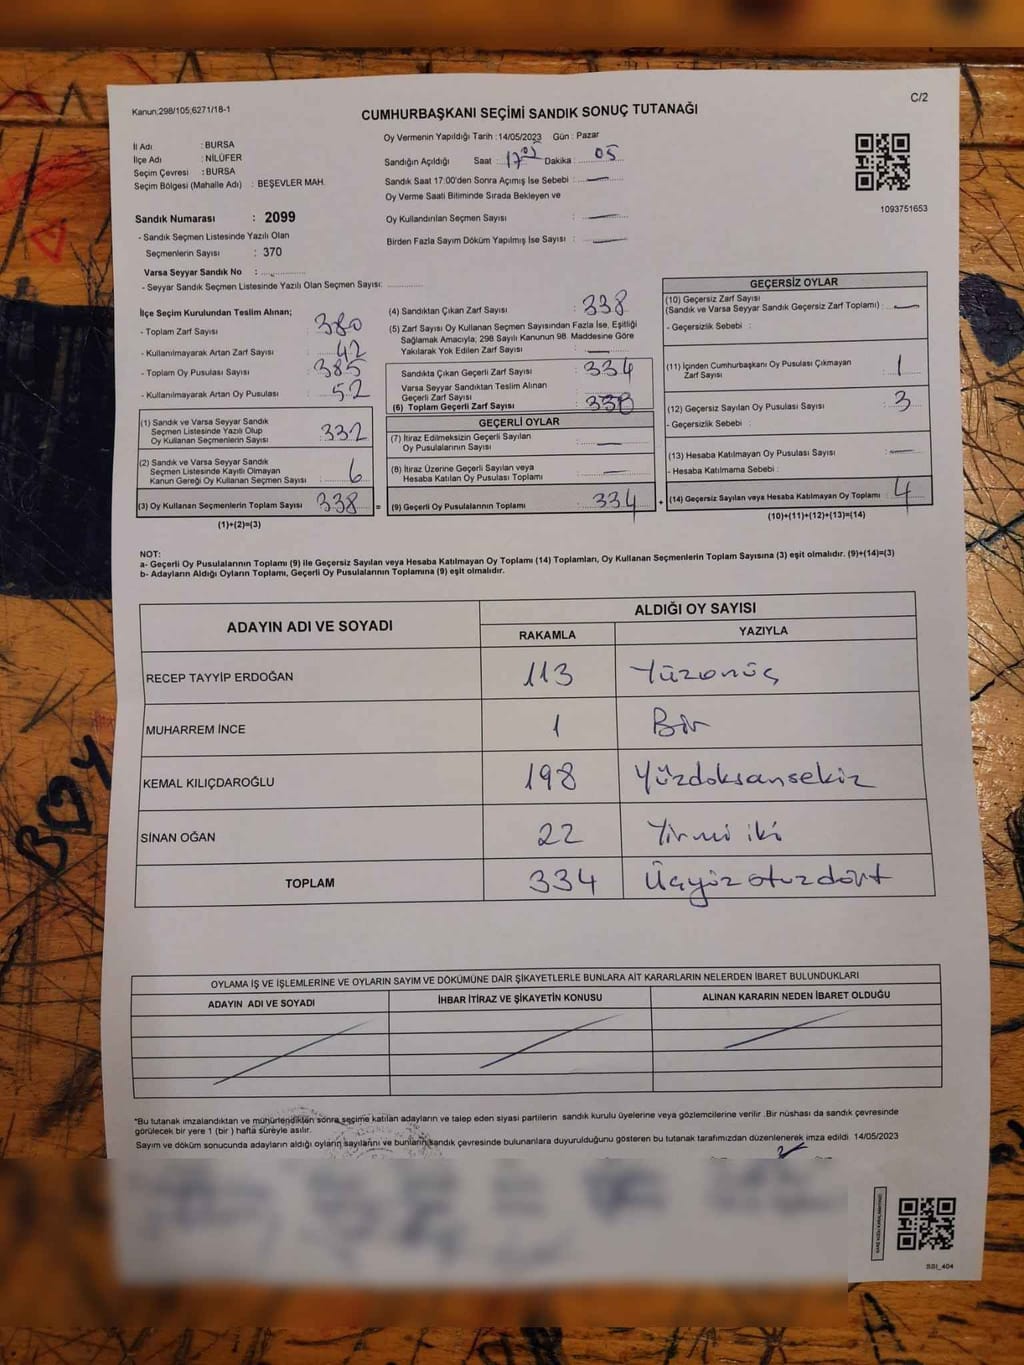 Kanun;298/105;6271/18-1
C/2
CUMHURBAŞKANI SEÇİMİ SANDIK SONUÇ TUTANAĞI
İl Adı : BURSA
İlçe Adı : NİLÜFER
Seçim Çevresi : BURSA
Seçim Bölgesi (Mahalle Adı) : BEŞEVLER MAH.
Sandık Numarası : 2099
- Sandık Seçmen Listesinde Yazılı Olan
Seçmenlerin Sayısı : 370
Varsa Seyyar Sandık No :
- Seyyar Sandık Seçmen Listesinde Yazılı Olan Seçmen Sayısı:
Oy Vermenin Yapıldığı Tarih :14/05/2023 Gün : Pazar
Sandığın Açıldığı Saat : 17 05 Dakika : 05
Sandık Saat 17:00'den Sonra Açımış İse Sebebi : —
Oy Verme Saati Bitiminde Sırada Bekleyen ve
Oy Kullandırılan Seçmen Sayısı : —
Birden Fazla Sayım Döküm Yapılmış İse Sayısı : —
1093751653
İlçe Seçim Kurulundan Teslim Alınan;
- Toplam Zarf Sayısı : 380
- Kullanılmayarak Artan Zarf Sayısı : 42
- Toplam Oy Pusulası Sayısı : 385
- Kullanılmayarak Artan Oy Pusulası : 52
(1) Sandık ve Varsa Seyyar Sandık
Seçmen Listesinde Yazılı Olup
Oy Kullanan Seçmenlerin Sayısı : 332
(2) Sandık ve Varsa Seyyar Sandık
Seçmen Listesinde Kayıtlı Olmayan
Kanun Gereği Oy Kullanan Seçmen Sayısı : 6
(3) Oy Kullanan Seçmenlerin Toplam Sayısı : 338
(1)+(2)=(3)
(4) Sandıktan Çıkan Zarf Sayısı : 338
(5) Zarf Sayısı Oy Kullanan Seçmen Sayısından Fazla İse, Eşitliği
Sağlamak Amacıyla; 298 Sayılı Kanunun 98. Maddesine Göre
Yakılarak Yok Edilen Zarf Sayısı : —
Sandıkta Çıkan Geçerli Zarf Sayısı : 334
Varsa Seyyar Sandıktan Teslim Alınan
Geçerli Zarf Sayısı :
(6) Toplam Geçerli Zarf Sayısı :
GEÇERLİ OYLAR
(7) İtiraz Edilmeksizin Geçerli Sayılan
Oy Pusulalarının Sayısı : —
(8) İtiraz Üzerine Geçerli Sayılan veya
Hesaba Katılan Oy Pusulası Toplamı : —
= (9) Geçerli Oy Pusulalarının Toplamı : 334
GEÇERSİZ OYLAR
(10) Geçersiz Zarf Sayısı
(Sandık ve Varsa Seyyar Sandık Geçersiz Zarf Toplamı) : —
- Geçersizlik Sebebi :
(11) İçinden Cumhurbaşkanı Oy Pusulası Çıkmayan
Zarf Sayısı : 1
(12) Geçersiz Sayılan Oy Pusulası Sayısı : 3
- Geçersizlik Sebebi :
(13) Hesaba Katılmayan Oy Pusulası Sayısı : —
- Hesaba Katılmama Sebebi :
+ (14) Geçersiz Sayılan veya Hesaba Katılmayan Oy Toplamı : 4
(10)+(11)+(12)+(13)=(14)
NOT:
a- Geçerli Oy Pusulalarının Toplamı (9) ile Geçersiz Sayılan veya Hesaba Katılmayan Oy Toplamı (14) Toplamları, Oy Kullanan Seçmenlerin Toplam Sayısına (3) eşit olmalıdır. (9)+(14)=(3)
b- Adayların Aldığı Oyların Toplamı, Geçerli Oy Pusulalarının Toplamına (9) eşit olmalıdır.
ADAYIN ADI VE SOYADI
ALDIĞI OY SAYISI
RAKAMLA YAZIYLA
RECEP TAYYİP ERDOĞAN 113 Yüzonüç
MUHARREM İNCE 1 Bir
KEMAL KILIÇDAROĞLU 198 Yüzdoksansekiz
SİNAN OĞAN 22 Yirmi iki
TOPLAM 334 Üçyüzotuzdört
OYLAMA İŞ VE İŞLEMLERİNE VE OYLARIN SAYIM VE DÖKÜMÜNE DAİR ŞİKAYETLERLE BUNLARA AİT KARARLARIN NELERDEN İBARET BULUNDUKLARI
ADAYIN ADI VE SOYADI İHBAR İTİRAZ VE ŞİKAYETİN KONUSU ALINAN KARARIN NEDEN İBARET OLDUĞU
*Bu tutanak imzalandıktan ve mühürlendikten sonra seçime katılan adayların ve talep eden siyasi partilerin sandık kurulu üyelerine veya gözlemcilerine verilir .Bir nüshası da sandık çevresinde
görülecek bir yere 1 (bir ) hafta süreyle asılır.
Sayım ve döküm sonucunda adayların aldığı oyların sayılarını ve bunların sandık çevresinde bulunanlara duyurulduğunu gösteren bu tutanak tarafımızdan düzenlenerek imza edildi. 14/05/2023
SSI_404
BOY